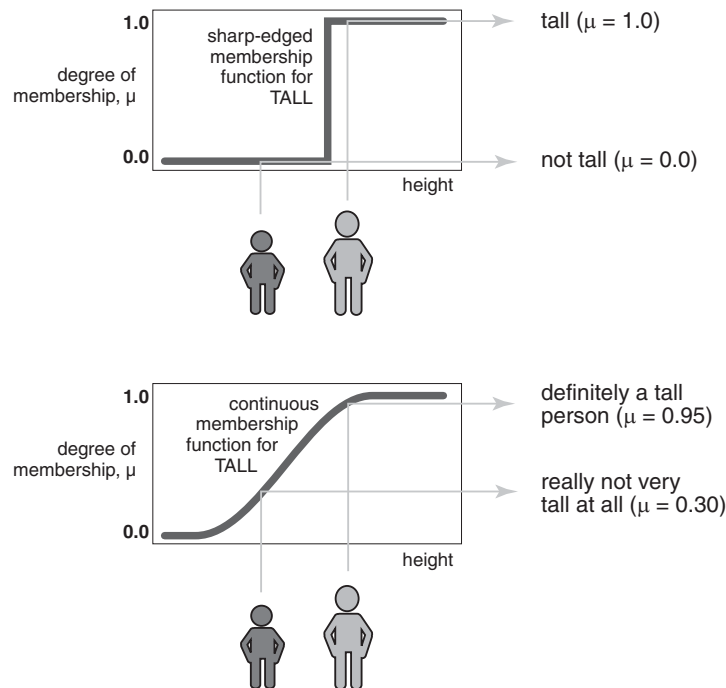 1.0
sharp-edged
membership
function for
TALL
degree of
membership, μ
0.0
height
tall (μ = 1.0)
not tall (μ = 0.0)
1.0
continuous
membership
function for
TALL
degree of
membership, μ
0.0
height
definitely a tall
person (μ = 0.95)
really not very
tall at all (μ = 0.30)